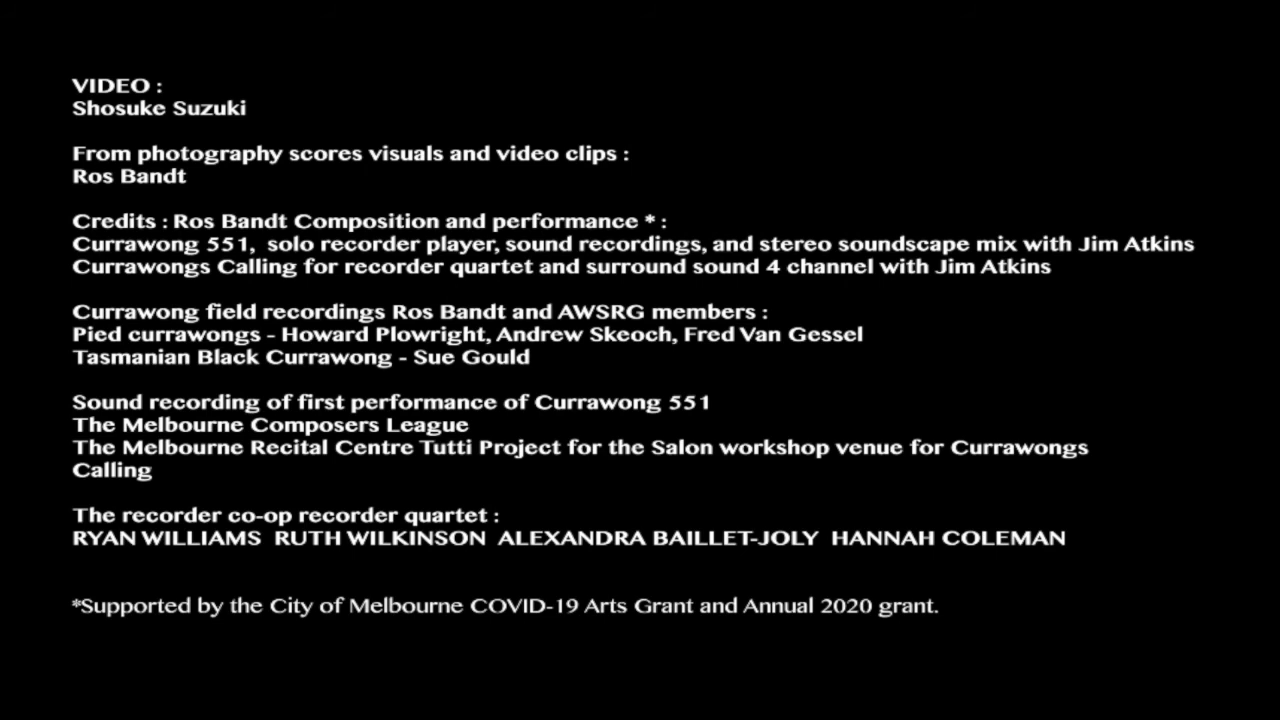 VIDEO :
Shosuke Suzuki
From photography scores visuals and video clips :
Ros Bandt
Credits : Ros Bandt Composition and performance * :
Currawong 551,  solo recorder player, sound recordings, and stereo soundscape mix with Jim Atkins
Currawongs Calling for recorder quartet and surround sound 4 channel with Jim Atkins
Currawong field recordings Ros Bandt and AWSRG members :
Pied currawongs - Howard Plowright, Andrew Skeoch, Fred Van Gessel
Tasmanian Black Currawong - Sue Gould
Sound recording of first performance of Currawong 551
The Melbourne Composers League
The Melbourne Recital Centre Tutti Project for the Salon workshop venue for Currawongs
Calling
The recorder co-op recorder quartet :
RYAN WILLIAMS  RUTH WILKINSON  ALEXANDRA BAILLET-JOLY  HANNAH COLEMAN
*Supported by the City of Melbourne COVID-19 Arts Grant and Annual 2020 grant.